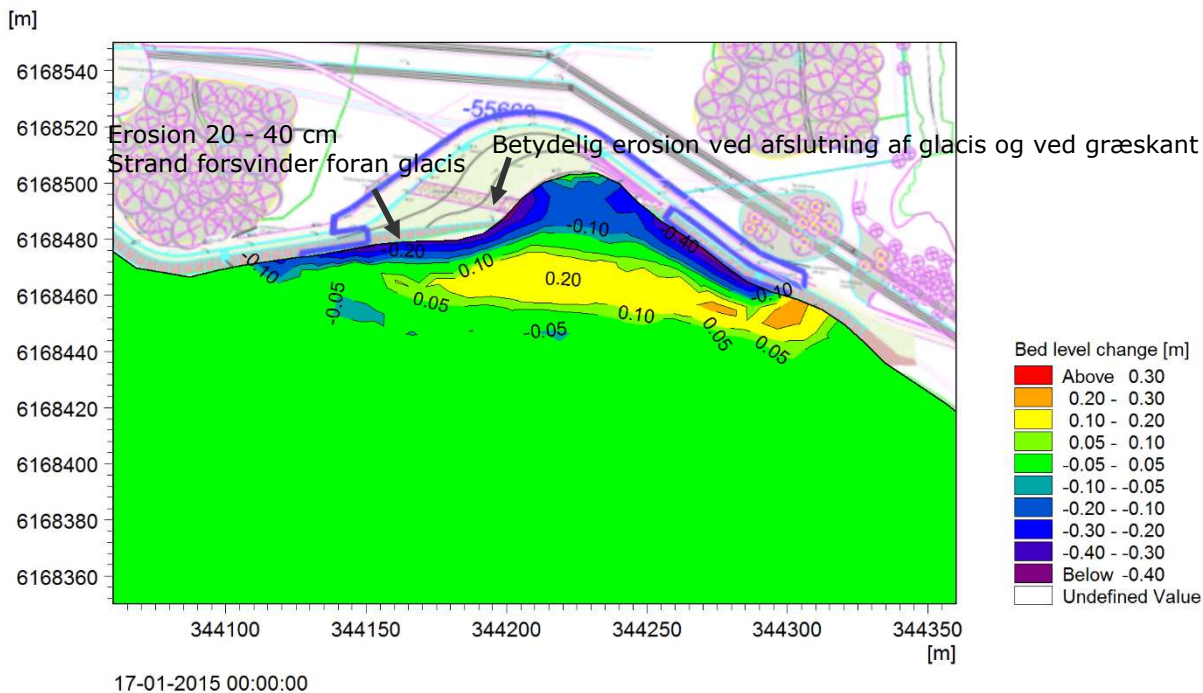 [m]
6168540
6168520
6168500
6168480
6168460
6168440
6168420
6168400
6168380
6168360
Erosion 20 - 40 cm
Strand forsvinder foran glacis
Betydelig erosion ved afslutning af glacis og ved græskant
-0.10
-0.20
-0.10
-0.40
-0.10
0.10
0.20
0.05
0.10
-0.05
-0.05
0.05
0.05
344100
344150
344200
344250
344300
344350
[m]
17-01-2015 00:00:00
Bed level change [m]
Above 0.30
0.20 - 0.30
0.10 - 0.20
0.05 - 0.10
-0.05 - 0.05
-0.10 - -0.05
-0.20 - -0.10
-0.30 - -0.20
-0.40 - -0.30
Below -0.40
Undefined Value